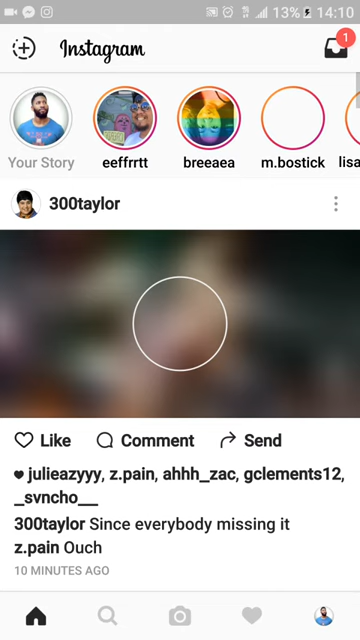 13% 14:10
Instagram
1
Your Story eeffrrtt breeaea m.bostick lisa
300taylor
Like Comment Send
julieazyyy, z.pain, ahhh_zac, gclements12,
_svncho__
300taylor Since everybody missing it
z.pain Ouch
10 MINUTES AGO